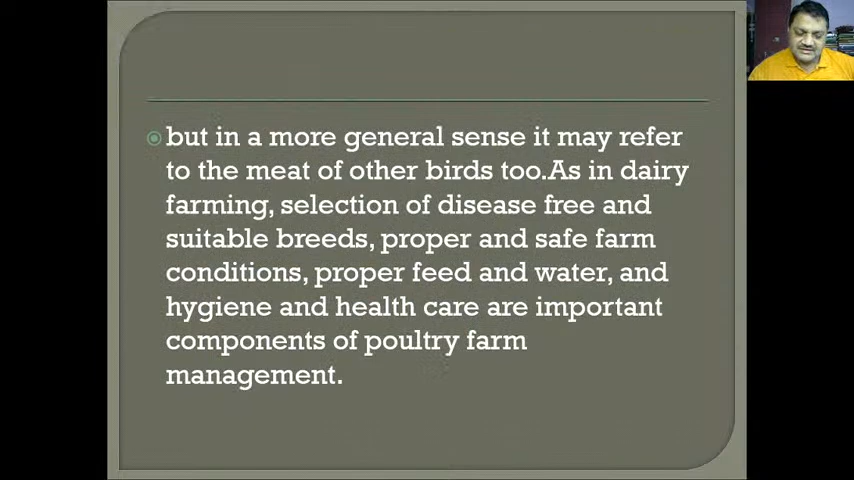 but in a more general sense it may refer
to the meat of other birds too.As in dairy
farming, selection of disease free and
suitable breeds, proper and safe farm
conditions, proper feed and water, and
hygiene and health care are important
components of poultry farm
management.